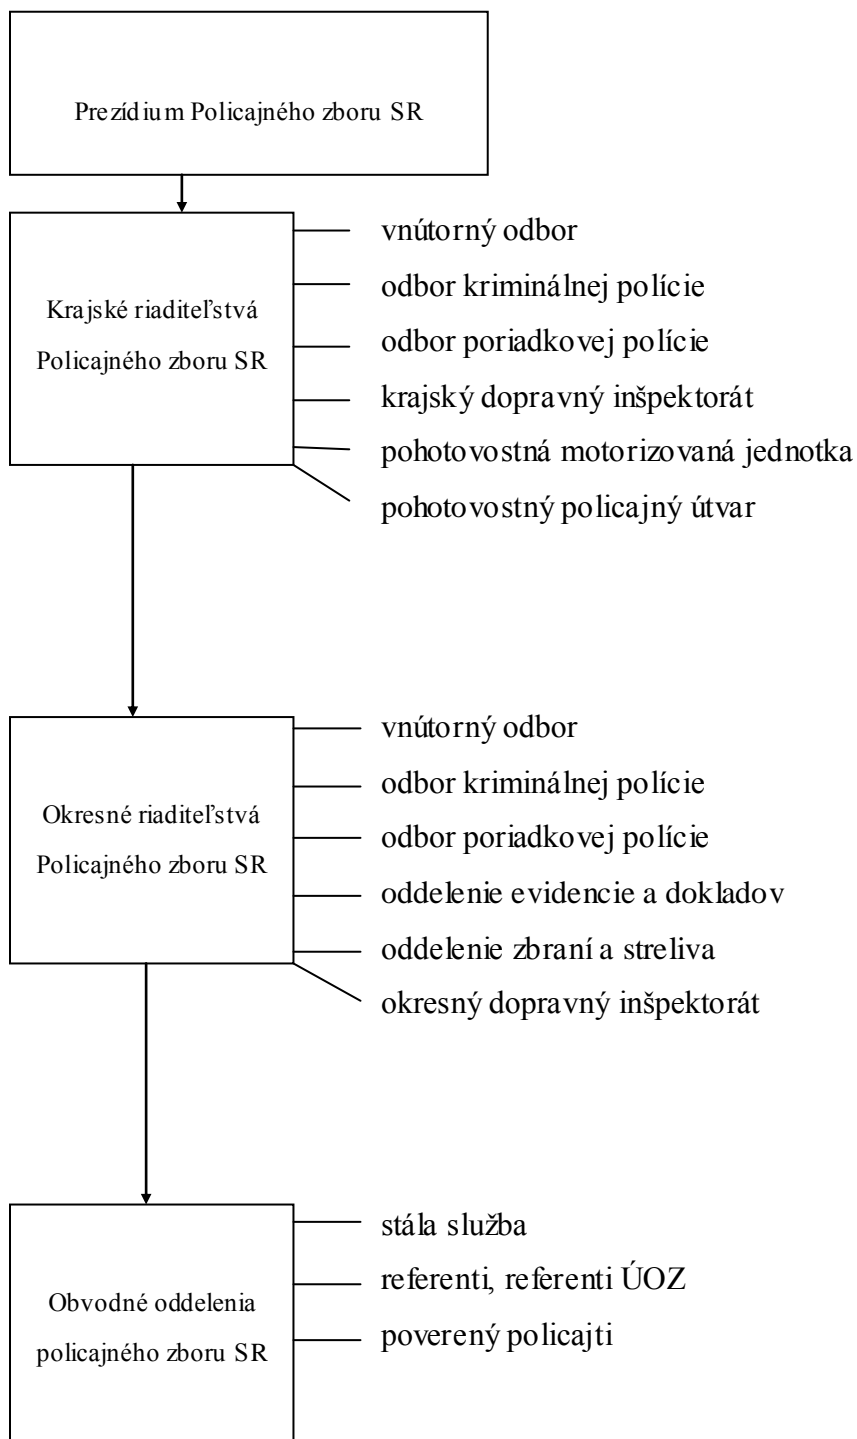 Prezídium Policajného zboru SR
Krajské riaditeľstvá
Policajného zboru SR
vnútorný odbor
odbor kriminálnej polície
odbor poriadkovej polície
krajský dopravný inšpektorát
pohotovostná motorizovaná jednotka
pohotovostný policajný útvar
Okresné riaditeľstvá
Policajného zboru SR
vnútorný odbor
odbor kriminálnej polície
odbor poriadkovej polície
oddelenie evidencie a dokladov
oddelenie zbraní a streliva
okresný dopravný inšpektorát
Obvodné oddelenia
policajného zboru SR
stála služba
referenti, referenti ÚOZ
poverený policajti